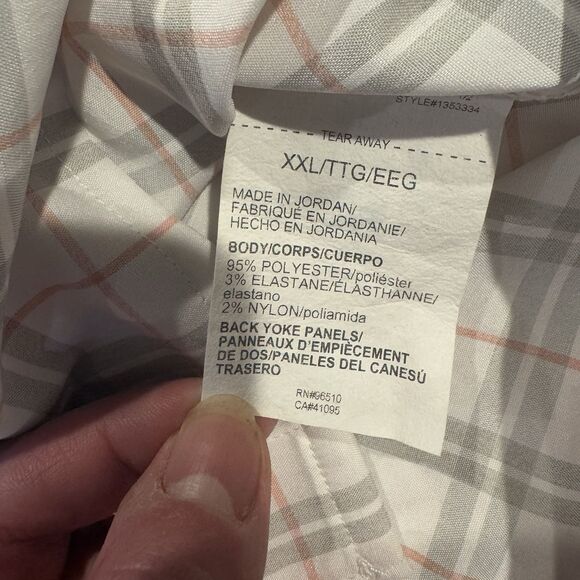 1/2
STYLE#1353334
TEAR AWAY
XXL/TTG/EEG
MADE IN JORDAN/
FABRIQUÉ EN JORDANIE/
HECHO EN JORDANIA
BODY/CORPS/CUERPO
95% POLYESTER/poliéster
3% ELASTANE/ÉLASTHANNE/
elastano
2% NYLON/poliamida
BACK YOKE PANELS/
PANNEAUX D'EMPIÈCEMENT
DE DOS/PANELES DEL CANESÚ
TRASERO
RN#96510
CA#41095